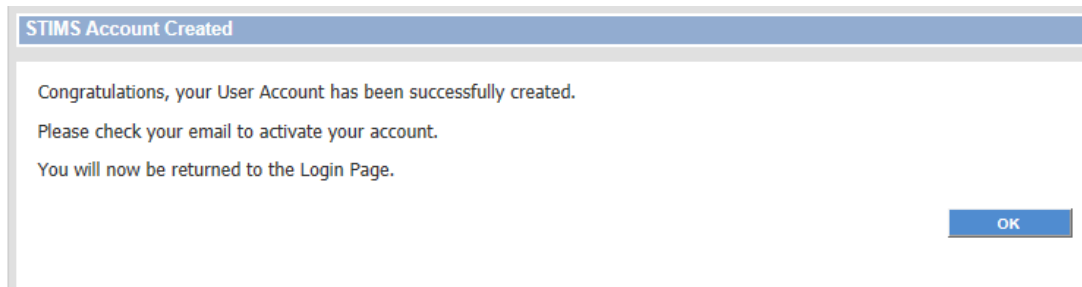 STIMS Account Created
Congratulations, your User Account has been successfully created.
Please check your email to activate your account.
You will now be returned to the Login Page.
OK